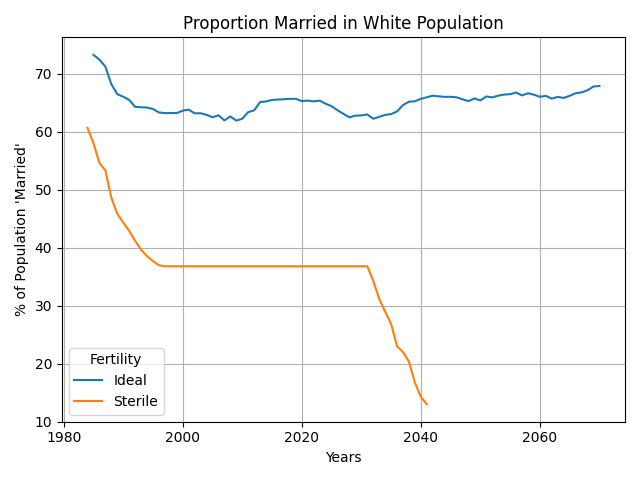 Proportion Married in White Population
% of Population 'Married'
70
60
50
40
30
20
10
Fertility
Ideal
Sterile
1980 2000 2020 2040 2060
Years